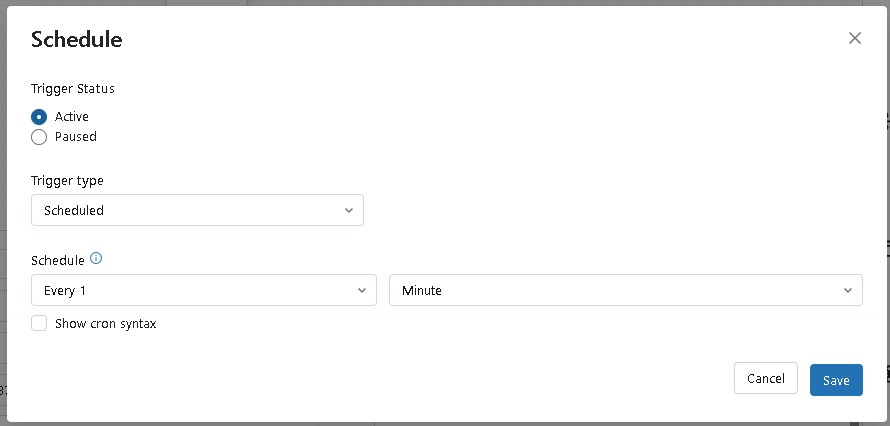 Schedule
Trigger Status
Active
Paused
Trigger type
Scheduled
Schedule
Every 1 Minute
Show cron syntax
Cancel Save